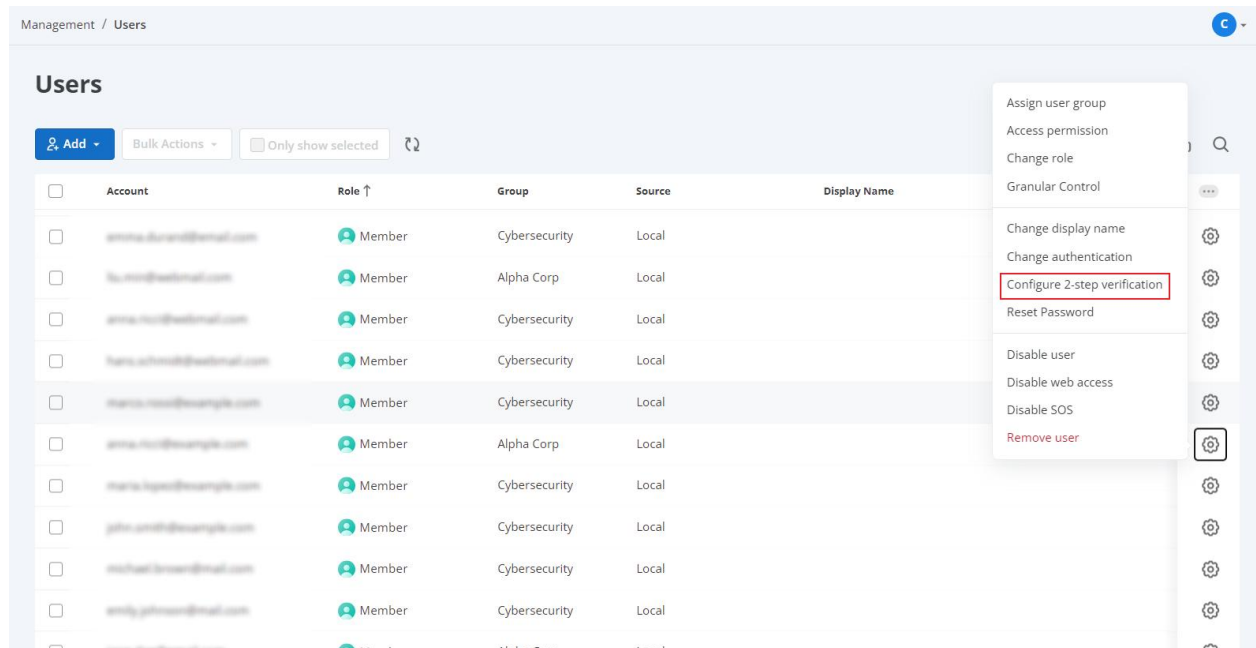 Management / Users
C
Users
Add
Bulk Actions
Only show selected
Account Role ↑ Group Source Display Name
Member Cybersecurity Local
Member Alpha Corp Local
Member Cybersecurity Local
Member Cybersecurity Local
Member Cybersecurity Local
Member Alpha Corp Local
Member Cybersecurity Local
Member Cybersecurity Local
Member Cybersecurity Local
Member Cybersecurity Local
Assign user group
Access permission
Change role
Granular Control
Change display name
Change authentication
Configure 2-step verification
Reset Password
Disable user
Disable web access
Disable SOS
Remove user